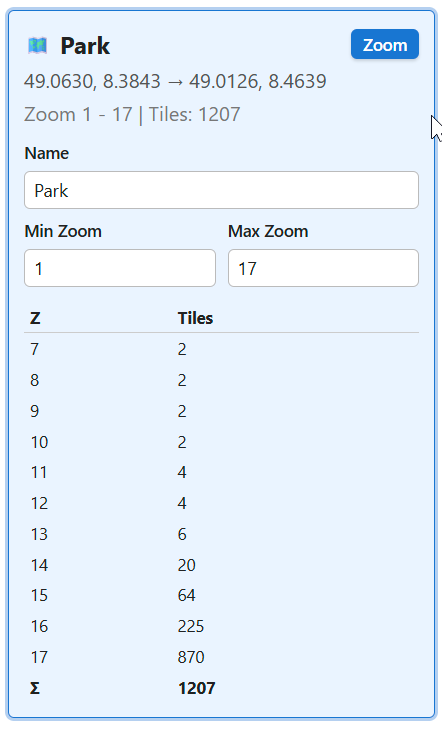 Park
Zoom
49.0630, 8.3843 → 49.0126, 8.4639
Zoom 1 - 17 | Tiles: 1207
Name
Park
Min Zoom Max Zoom
1 17
Z Tiles
7 2
8 2
9 2
10 2
11 4
12 4
13 6
14 20
15 64
16 225
17 870
Σ 1207